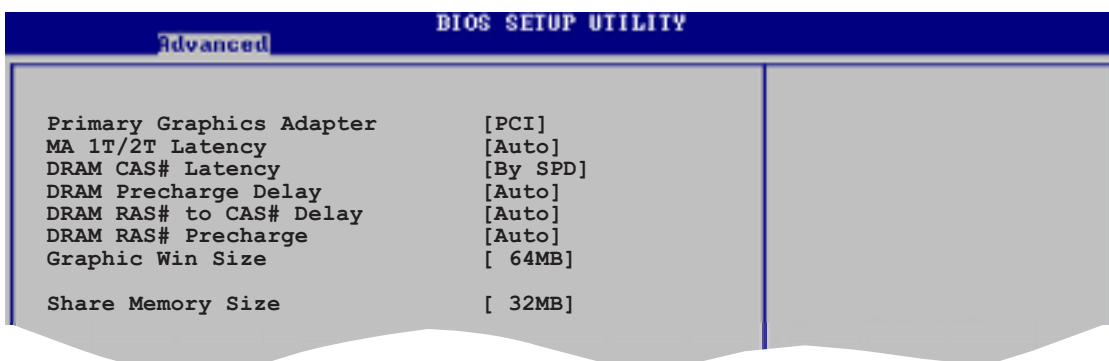 BIOS SETUP UTILITY
Advanced
Primary Graphics Adapter [PCI]
MA 1T/2T Latency [Auto]
DRAM CAS# Latency [By SPD]
DRAM Precharge Delay [Auto]
DRAM RAS# to CAS# Delay [Auto]
DRAM RAS# Precharge [Auto]
Graphic Win Size [ 64MB]
Share Memory Size [ 32MB]